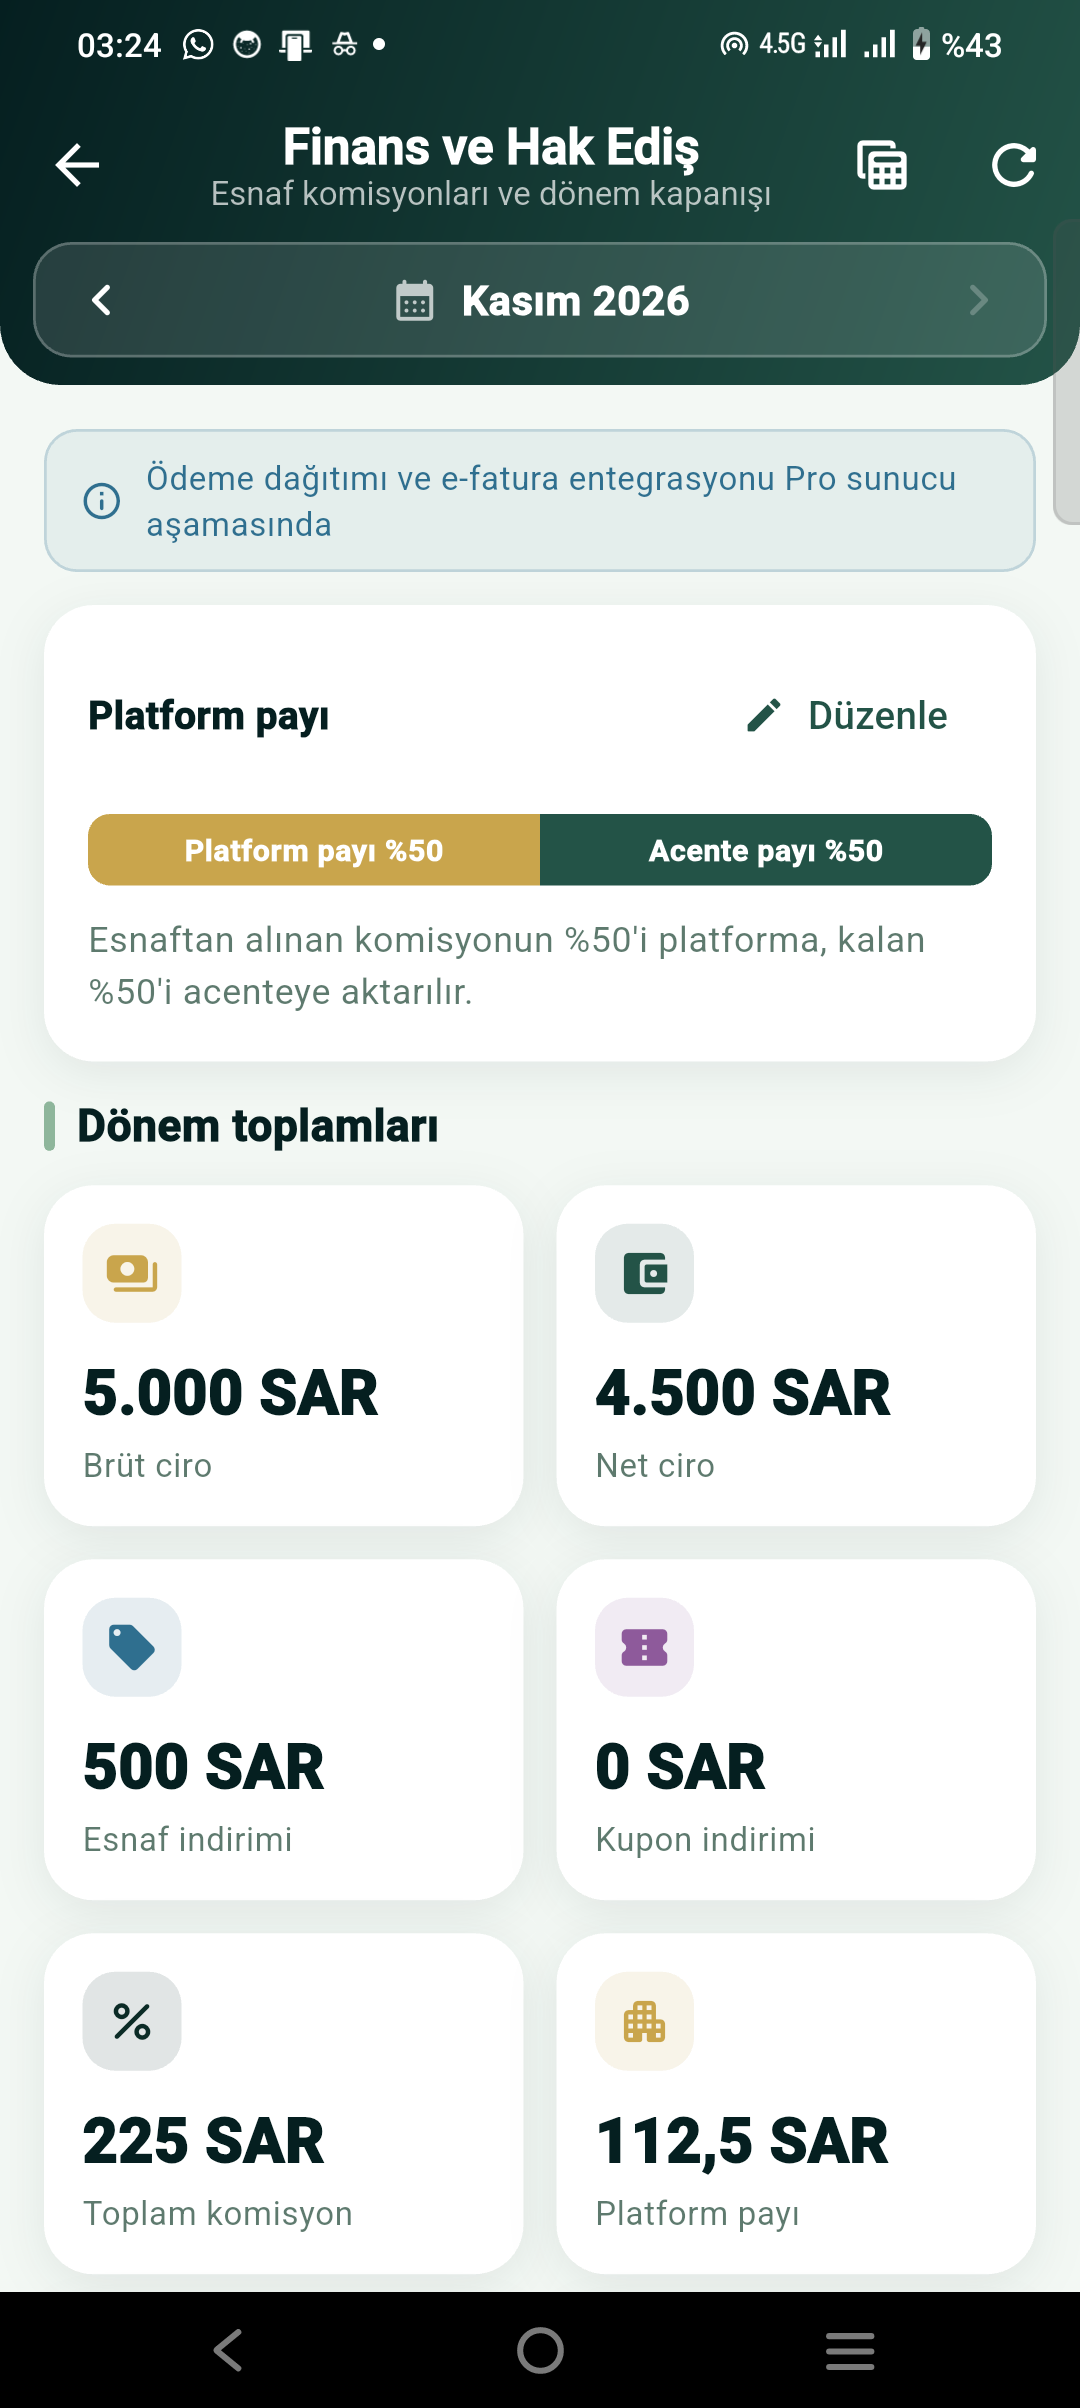 03:24
4.5G
%43
Finans ve Hak Ediş
Esnaf komisyonları ve dönem kapanışı
Kasım 2026
Ödeme dağıtımı ve e-fatura entegrasyonu Pro sunucu
aşamasında
Platform payı
Düzenle
Platform payı %50
Acente payı %50
Esnaftan alınan komisyonun %50'i platforma, kalan
%50'i acenteye aktarılır.
Dönem toplamları
5.000 SAR
Brüt ciro
4.500 SAR
Net ciro
500 SAR
Esnaf indirimi
0 SAR
Kupon indirimi
225 SAR
Toplam komisyon
112,5 SAR
Platform payı